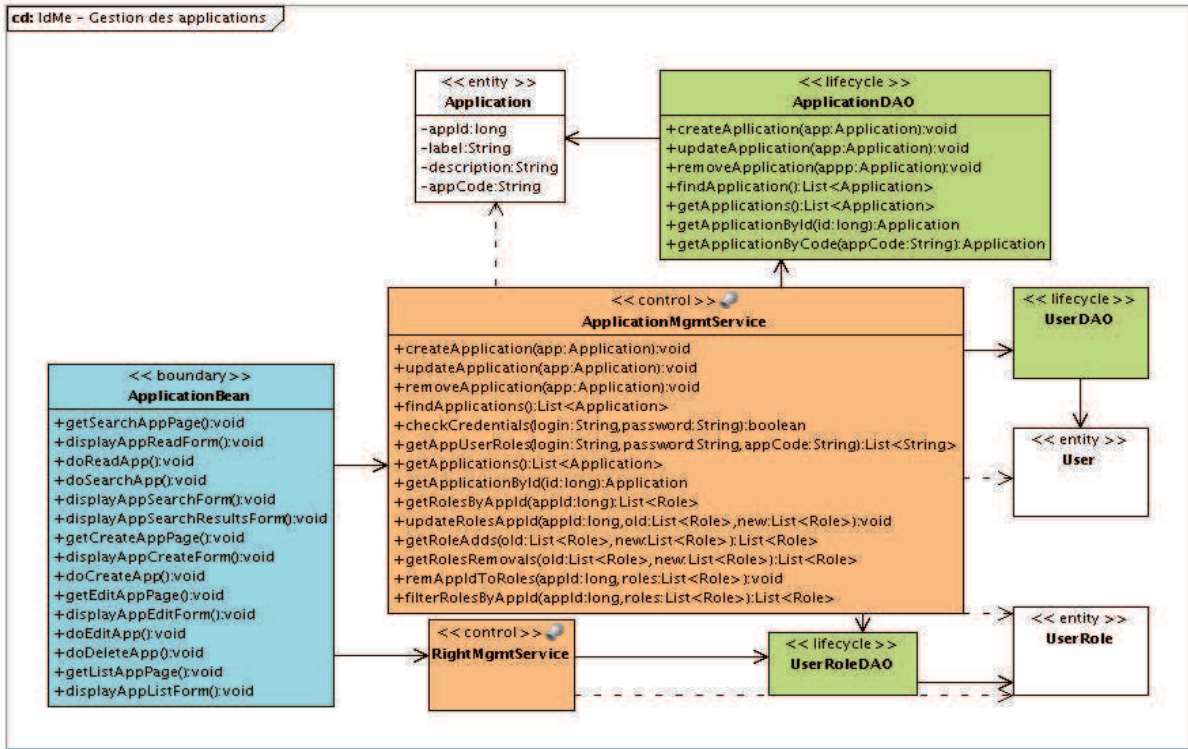 cd: IdMe - Gestion des applications
<< entity >>
Application
-appId:long
-label:String
-description:String
-appCode:String
<< lifecycle >>
ApplicationDAO
+createApllication(app:Application):void
+updateApplication(app:Application):void
+removeApplication(appp:Application):void
+findApplication():List<Application>
+getApplications():List<Application>
+getApplicationById(id:long):Application
+getApplicationByCode(appCode:String):Application
<< control >>
ApplicationMgmtService
+createApplication(app:Application):void
+updateApplication(app:Application):void
+removeApplication(app:Application):void
+findApplications():List<Application>
+checkCredentials(login:String,password:String):boolean
+getAppUserRoles(login:String,password:String,appCode:String):List<String>
+getApplications():List<Application>
+getApplicationById(id:long):Application
+getRolesByAppId(appId:long):List<Role>
+updateRolesAppId(appId:long,old:List<Role>,new:List<Role>):void
+getRoleAdds(old:List<Role>,new:List<Role>):List<Role>
+getRolesRemovals(old:List<Role>,new:List<Role>):List<Role>
+remAppIdToRoles(appId:long,roles:List<Role>):void
+filterRolesByAppId(appId:long,roles:List<Role>):List<Role>
<< lifecycle >>
UserDAO
<< boundary >>
ApplicationBean
+getSearchAppPage():void
+displayAppReadForm():void
+doReadApp():void
+doSearchApp():void
+displayAppSearchForm():void
+displayAppSearchResultsForm():void
+getCreateAppPage():void
+displayAppCreateForm():void
+doCreateApp():void
+getEditAppPage():void
+displayAppEditForm():void
+doEditApp():void
+doDeleteApp():void
+getListAppPage():void
+displayAppListForm():void
<< entity >>
User
<< control >>
RightMgmtService
<< lifecycle >>
UserRoleDAO
<< entity >>
UserRole